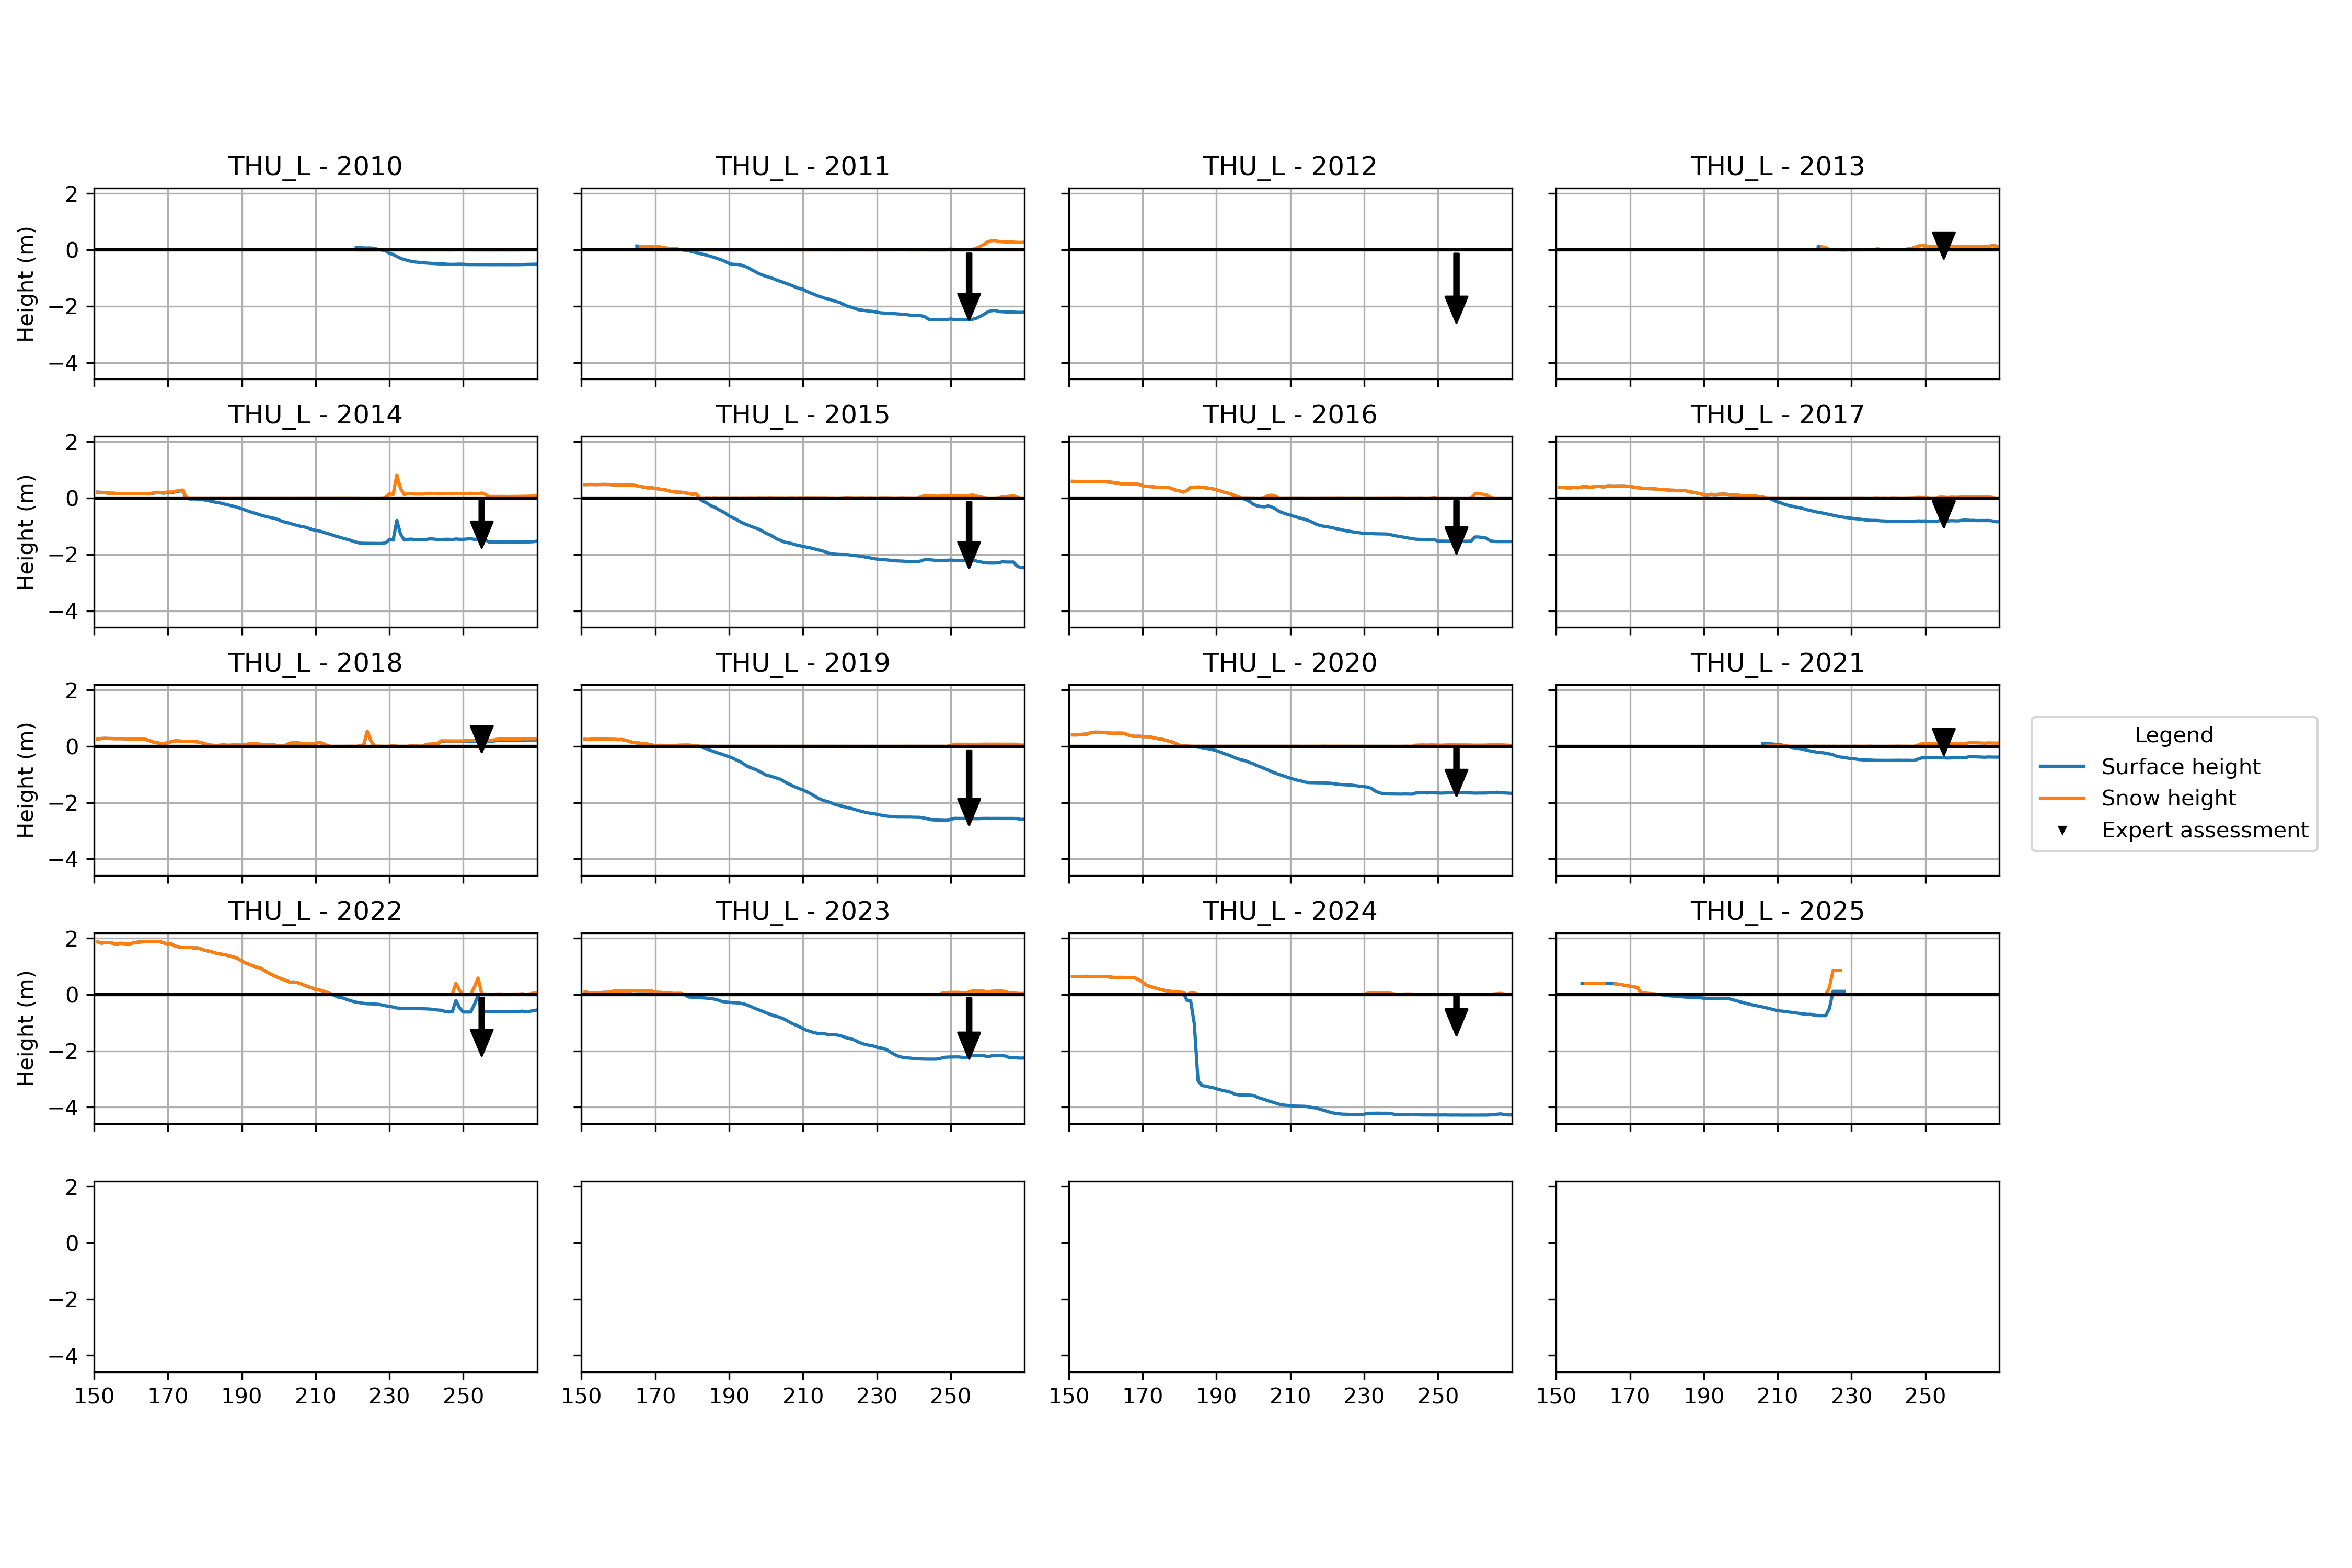 THU_L - 2010 THU_L - 2011 THU_L - 2012 THU_L - 2013
2
0
−2
−4
Height (m)
THU_L - 2014 THU_L - 2015 THU_L - 2016 THU_L - 2017
2
0
−2
−4
Height (m)
THU_L - 2018 THU_L - 2019 THU_L - 2020 THU_L - 2021
2
0
−2
−4
Height (m)
Legend
Surface height
Snow height
Expert assessment
THU_L - 2022 THU_L - 2023 THU_L - 2024 THU_L - 2025
2
0
−2
−4
Height (m)
2
0
−2
−4
150 170 190 210 230 250 150 170 190 210 230 250 150 170 190 210 230 250 150 170 190 210 230 250